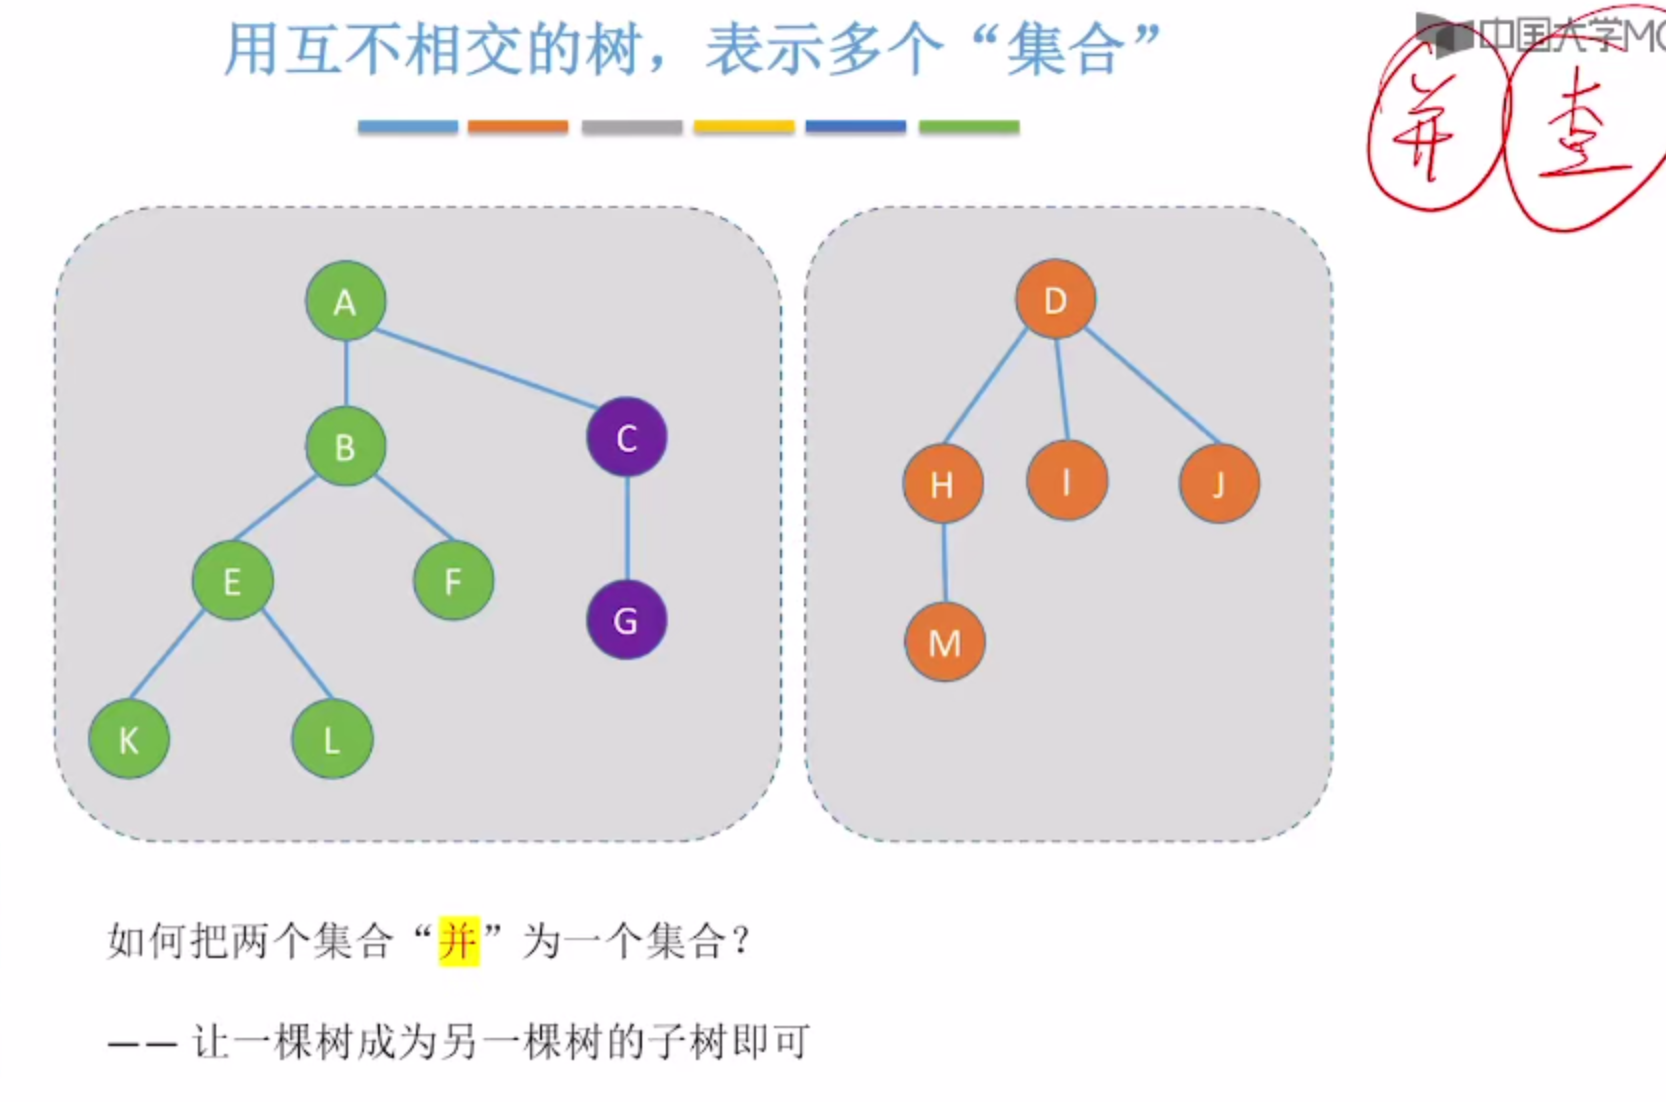 用互不相交的树，表示多个“集合”
中国大学MO
并 查
A
D
B
C
H
I
J
E
F
G
M
K
L
如何把两个集合“并”为一个集合？
—— 让一棵树成为另一棵树的子树即可